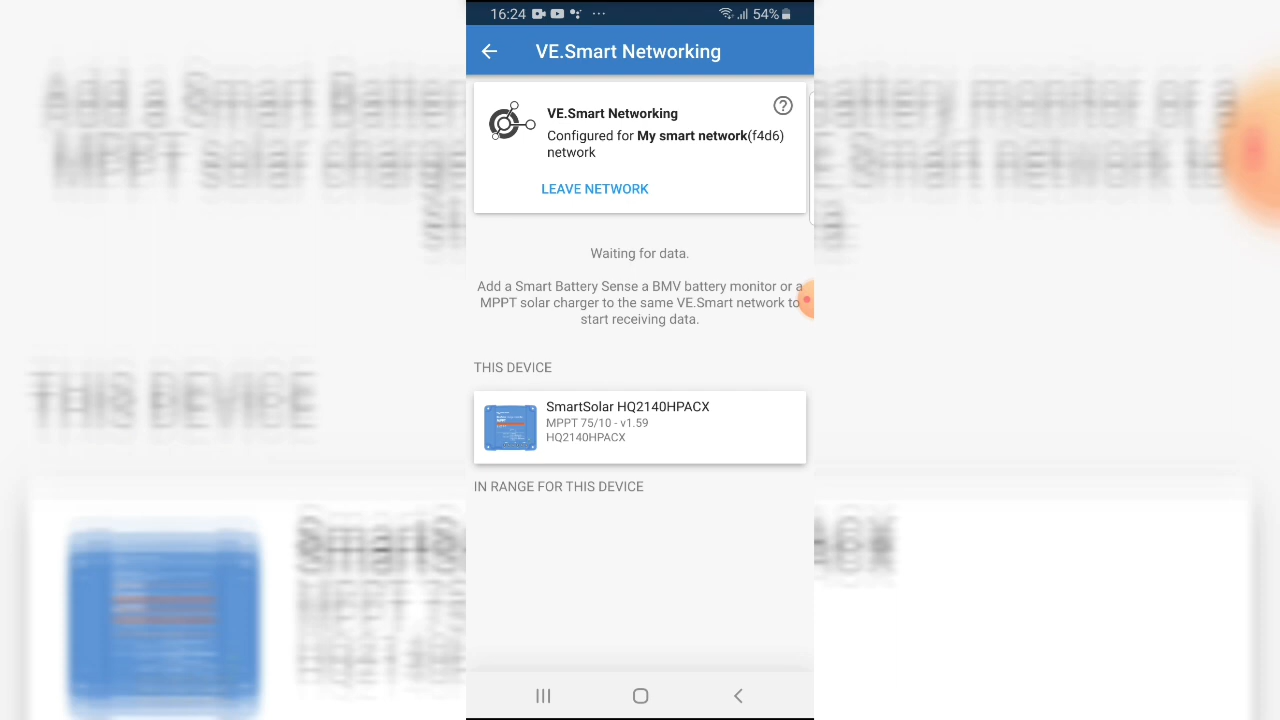 16:24 ... 54%
VE.Smart Networking
VE.Smart Networking
Configured for My smart network(f4d6)
network
LEAVE NETWORK
Waiting for data.
Add a Smart Battery Sense a BMV battery monitor or a
MPPT solar charger to the same VE.Smart network to
start receiving data.
THIS DEVICE
SmartSolar HQ2140HPACX
MPPT 75/10 - v1.59
HQ2140HPACX
IN RANGE FOR THIS DEVICE